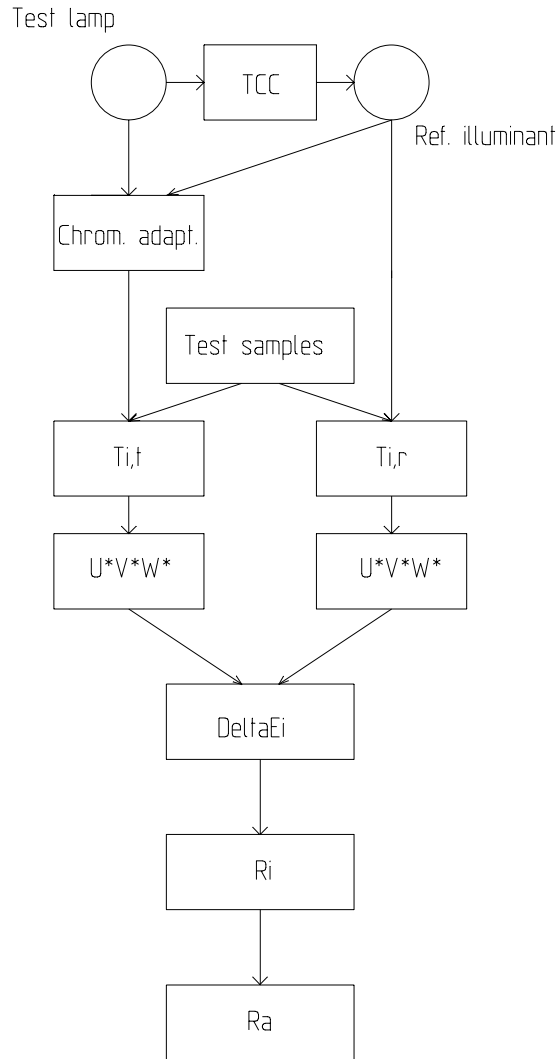 Test lamp
TCC
Ref. illuminant
Chrom. adapt.
Test samples
Ti,t
Ti,r
U*V*W*
U*V*W*
DeltaEi
Ri
Ra